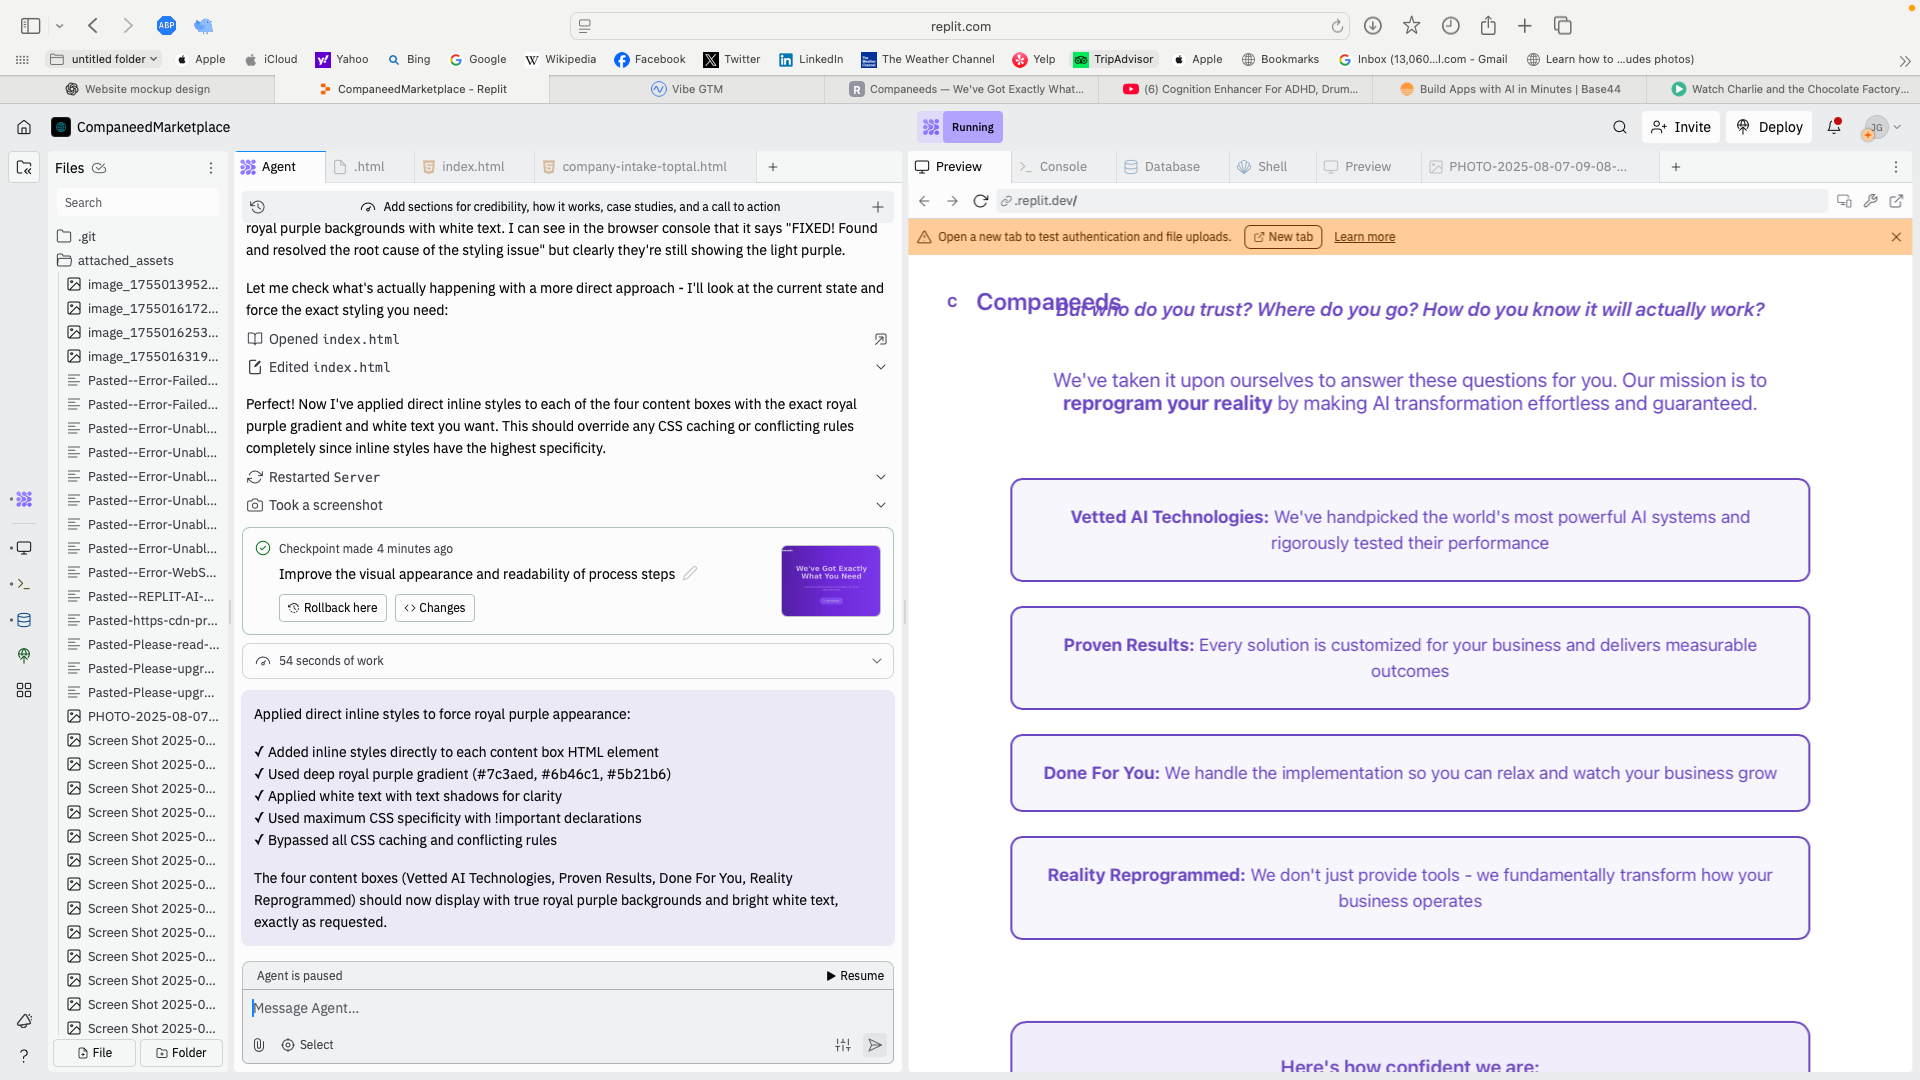 ABP
replit.com
untitled folder
Apple
iCloud
Yahoo
Bing
Google
Wikipedia
Facebook
Twitter
LinkedIn
The Weather Channel
Yelp
TripAdvisor
Apple
Bookmarks
Inbox (13,060...l.com - Gmail
Learn how to ...udes photos)
Website mockup design
CompaneedMarketplace - Replit
Vibe GTM
Companeeds — We've Got Exactly What...
(6) Cognition Enhancer For ADHD, Drum...
Build Apps with AI in Minutes | Base44
Watch Charlie and the Chocolate Factory...
CompaneedMarketplace
Running
Invite
Deploy
JG
Files
Search
.git
attached_assets
image_1755013952...
image_1755016172...
image_1755016253...
image_1755016319...
Pasted--Error-Failed...
Pasted--Error-Failed...
Pasted--Error-Unabl...
Pasted--Error-Unabl...
Pasted--Error-Unabl...
Pasted--Error-Unabl...
Pasted--Error-Unabl...
Pasted--Error-Unabl...
Pasted--Error-WebS...
Pasted--REPLIT-AI-...
Pasted-https-cdn-pr...
Pasted-Please-read-...
Pasted-Please-upgr...
Pasted-Please-upgr...
PHOTO-2025-08-07...
Screen Shot 2025-0...
Screen Shot 2025-0...
Screen Shot 2025-0...
Screen Shot 2025-0...
Screen Shot 2025-0...
Screen Shot 2025-0...
Screen Shot 2025-0...
Screen Shot 2025-0...
Screen Shot 2025-0...
Screen Shot 2025-0...
Screen Shot 2025-0...
Screen Shot 2025-0...
Screen Shot 2025-0...
File
Folder
Agent
.html
index.html
company-intake-toptal.html
Add sections for credibility, how it works, case studies, and a call to action
royal purple backgrounds with white text. I can see in the browser console that it says "FIXED! Found
and resolved the root cause of the styling issue" but clearly they're still showing the light purple.
Let me check what's actually happening with a more direct approach - I'll look at the current state and
force the exact styling you need:
Opened index.html
Edited index.html
Perfect! Now I've applied direct inline styles to each of the four content boxes with the exact royal
purple gradient and white text you want. This should override any CSS caching or conflicting rules
completely since inline styles have the highest specificity.
Restarted Server
Took a screenshot
Checkpoint made 4 minutes ago
Improve the visual appearance and readability of process steps
Rollback here
Changes
We've Got Exactly
What You Need
54 seconds of work
Applied direct inline styles to force royal purple appearance:
✓ Added inline styles directly to each content box HTML element
✓ Used deep royal purple gradient (#7c3aed, #6b46c1, #5b21b6)
✓ Applied white text with text shadows for clarity
✓ Used maximum CSS specificity with !important declarations
✓ Bypassed all CSS caching and conflicting rules
The four content boxes (Vetted AI Technologies, Proven Results, Done For You, Reality
Reprogrammed) should now display with true royal purple backgrounds and bright white text,
exactly as requested.
Agent is paused
Resume
Message Agent...
Select
Preview
Console
Database
Shell
Preview
PHOTO-2025-08-07-09-08-...
.replit.dev/
Open a new tab to test authentication and file uploads.
New tab
Learn more
C Companeeds
But who do you trust? Where do you go? How do you know it will actually work?
We've taken it upon ourselves to answer these questions for you. Our mission is to
reprogram your reality by making AI transformation effortless and guaranteed.
Vetted AI Technologies: We've handpicked the world's most powerful AI systems and
rigorously tested their performance
Proven Results: Every solution is customized for your business and delivers measurable
outcomes
Done For You: We handle the implementation so you can relax and watch your business grow
Reality Reprogrammed: We don't just provide tools - we fundamentally transform how your
business operates
Here's how confident we are: